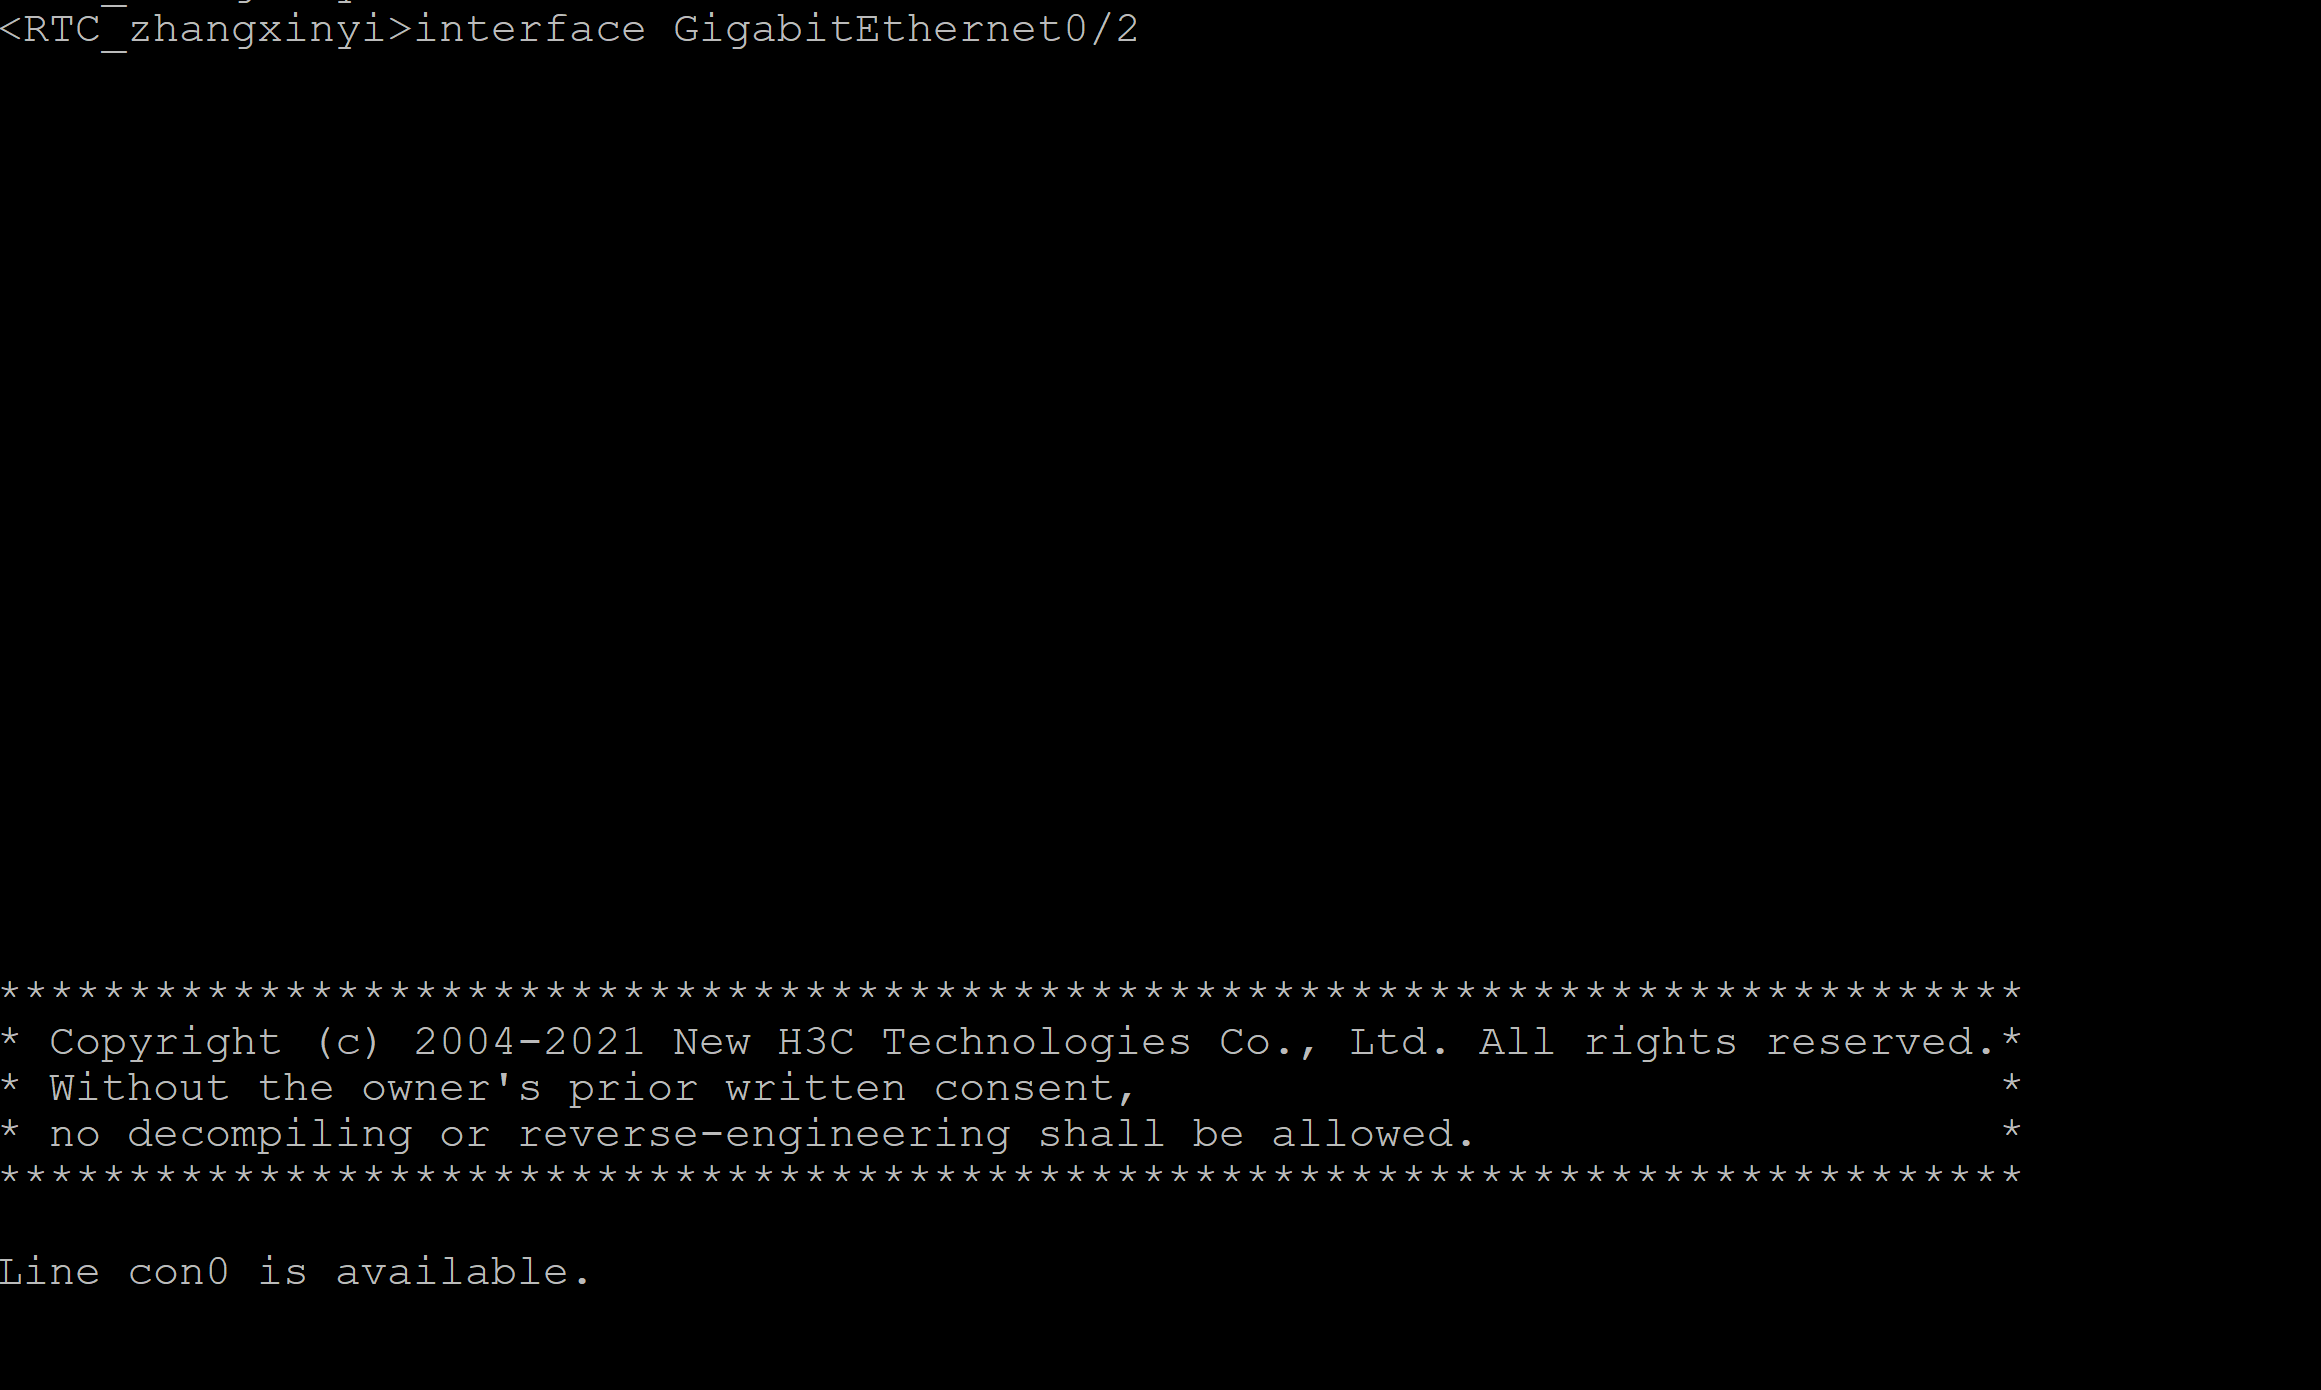 <RTC_zhangxinyi>interface GigabitEthernet0/2
******************************************************************************
* Copyright (c) 2004-2021 New H3C Technologies Co., Ltd. All rights reserved.*
* Without the owner's prior written consent,                                 *
* no decompiling or reverse-engineering shall be allowed.                    *
******************************************************************************
Line con0 is available.